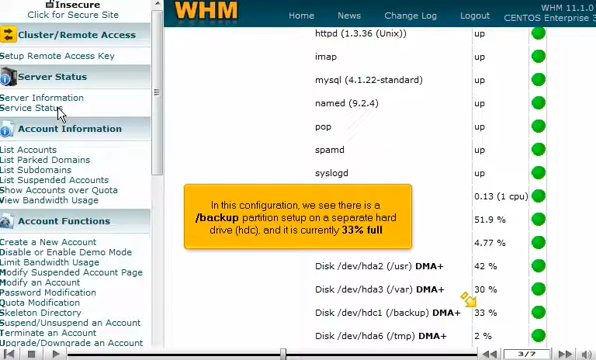 Insecure
Click for Secure Site
Cluster/Remote Access
Setup Remote Access Key
Server Status
Server Information
Service Status
Account Information
List Accounts
List Parked Domains
List Subdomains
List Suspended Accounts
Show Accounts over Quota
View Bandwidth Usage
Account Functions
Create a New Account
Disable or Enable Demo Mode
Limit Bandwidth Usage
Modify Suspended Account Page
Modify an Account
Password Modification
Quota Modification
Skeleton Directory
Suspend/Unsuspend an Account
Terminate an Account
Upgrade/Downgrade an Account
WHM
Home News Change Log Logout
WHM 11.1.0
CENTOS Enterprise 3
httpd (1.3.36 (Unix)) up
imap up
mysql (4.1.22-standard) up
named (9.2.4) up
pop up
spamd up
syslogd up
0.13 (1 cpu)
51.9 %
4.77 %
In this configuration, we see there is a
/backup partition setup on a separate hard
drive (hdc), and it is currently 33% full
Disk /dev/hda2 (/usr) DMA+ 42 %
Disk /dev/hda3 (/var) DMA+ 30 %
Disk /dev/hdc1 (/backup) DMA+ 33 %
Disk /dev/hda6 (/tmp) DMA+ 2 %
3/7